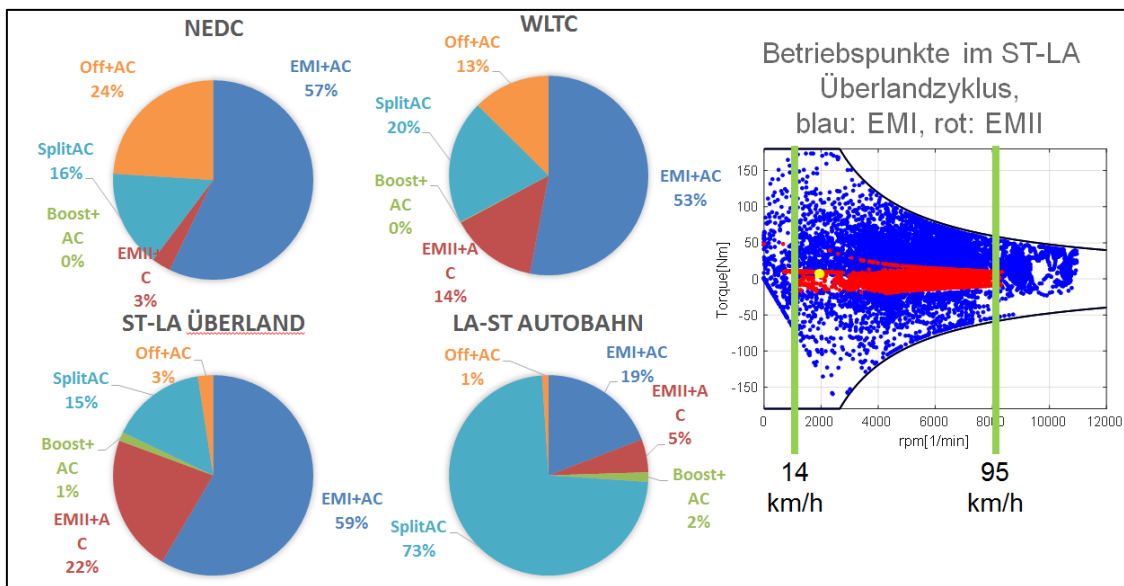 NEDC
Off+AC
24%
EMI+AC
57%
SplitAC
16%
Boost+
AC
0%
EMII+A
C
3%
WLTC
Off+AC
13%
SplitAC
20%
EMI+AC
53%
Boost+
AC
0%
EMII+A
C
14%
ST-LA ÜBERLAND
Off+AC
3%
SplitAC
15%
Boost+
AC
1%
EMI+AC
59%
EMII+A
C
22%
LA-ST AUTOBAHN
Off+AC
1%
EMI+AC
19%
EMII+A
C
5%
Boost+
AC
2%
SplitAC
73%
Betriebspunkte im ST-LA
Überlandzyklus,
blau: EMI, rot: EMII
Torque[Nm]
150
100
50
0
-50
-100
-150
0 2000 4000 6000 8000 10000 12000
rpm[1/min]
14
km/h
95
km/h